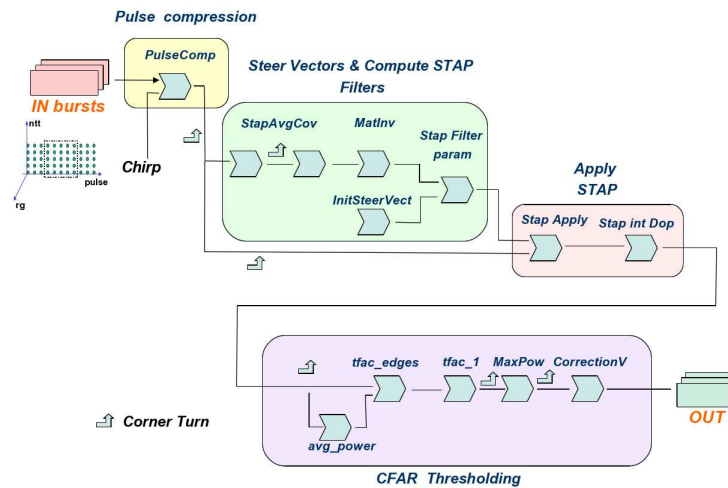 Pulse compression
PulseComp
IN bursts
Chirp
ntt
pulse
rg
Steer Vectors & Compute STAP
Filters
StapAvgCov
MatInv
Stap Filter
param
InitSteerVect
Apply
STAP
Stap Apply
Stap int Dop
tfac_edges
tfac_1
MaxPow
CorrectionV
avg_power
OUT
Corner Turn
CFAR Thresholding